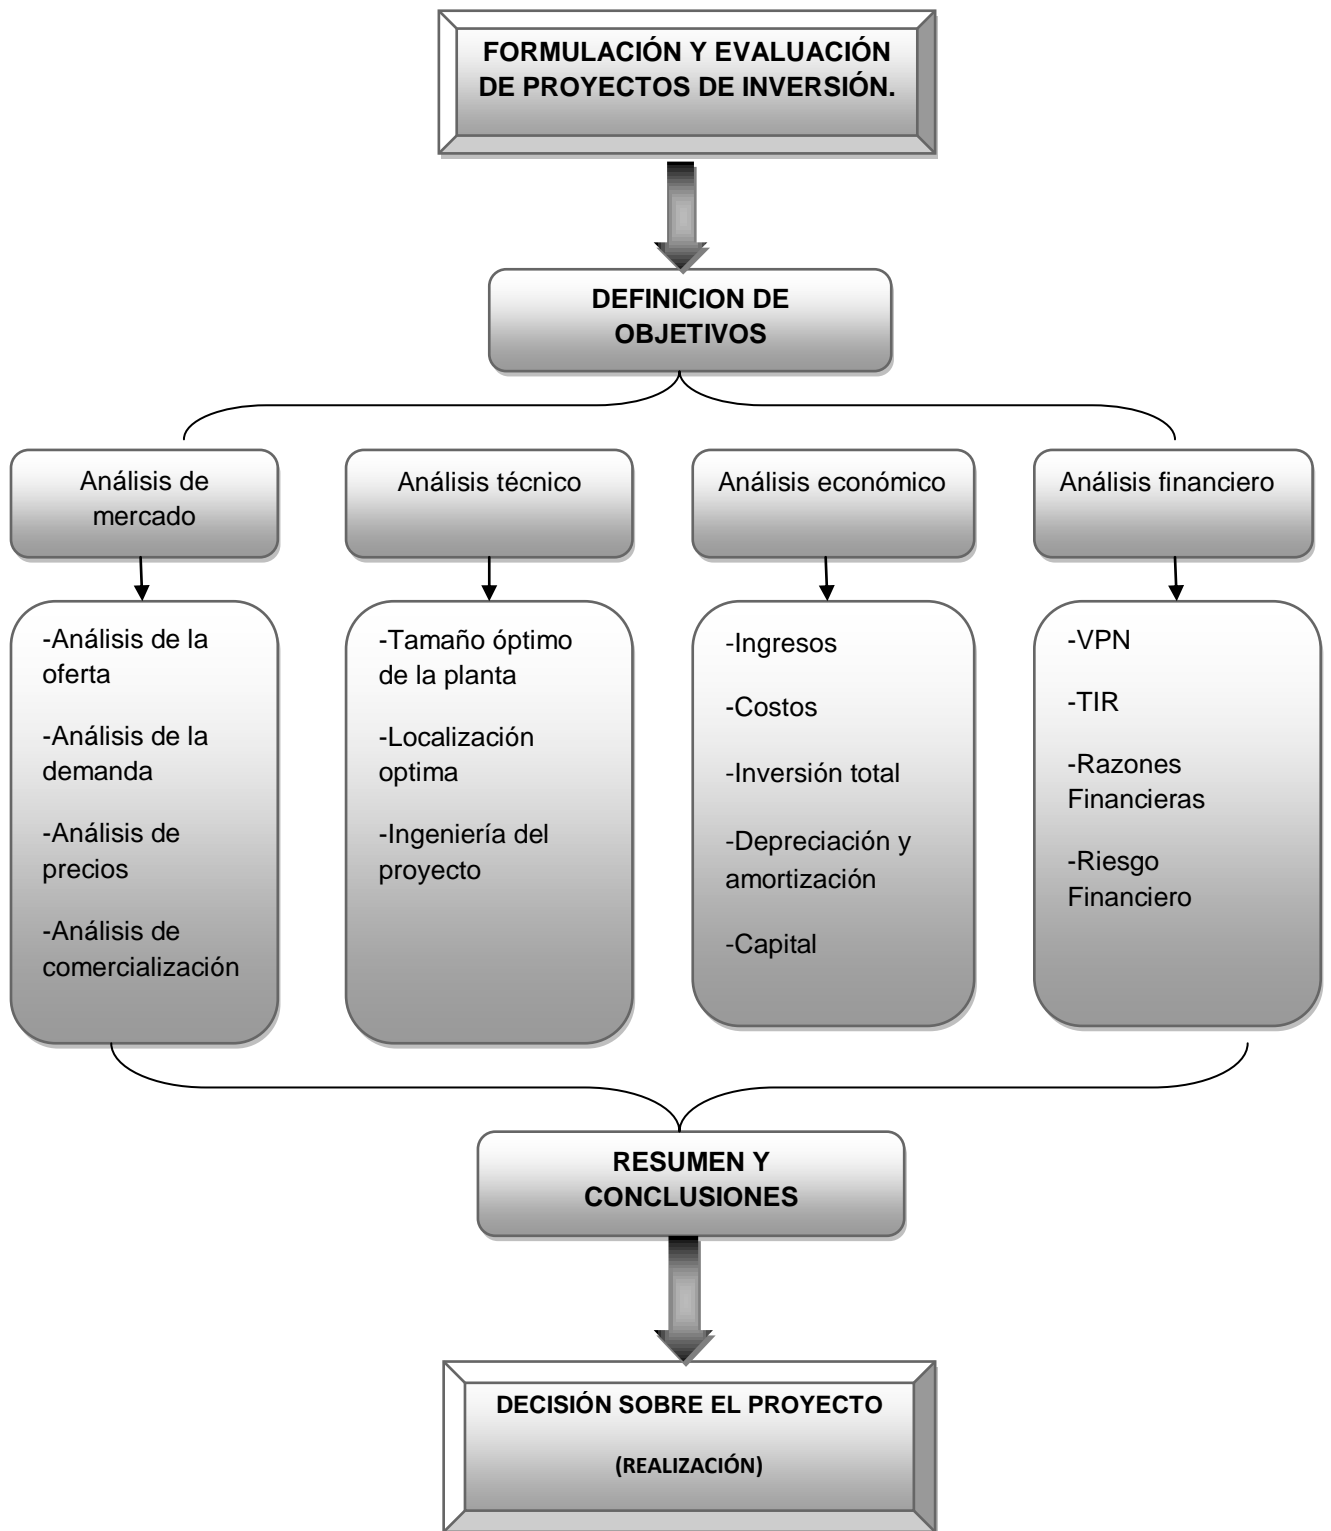 FORMULACIÓN Y EVALUACIÓN
DE PROYECTOS DE INVERSIÓN.
DEFINICION DE
OBJETIVOS
Análisis de
mercado
Análisis técnico
Análisis económico
Análisis financiero
-Análisis de la
oferta
-Análisis de la
demanda
-Análisis de
precios
-Análisis de
comercialización
-Tamaño óptimo
de la planta
-Localización
optima
-Ingeniería del
proyecto
-Ingresos
-Costos
-Inversión total
-Depreciación y
amortización
-Capital
-VPN
-TIR
-Razones
Financieras
-Riesgo
Financiero
RESUMEN Y
CONCLUSIONES
DECISIÓN SOBRE EL PROYECTO
(REALIZACIÓN)